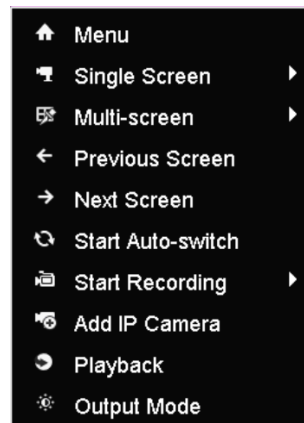 Menu
Single Screen
Multi-screen
Previous Screen
Next Screen
Start Auto-switch
Start Recording
Add IP Camera
Playback
Output Mode